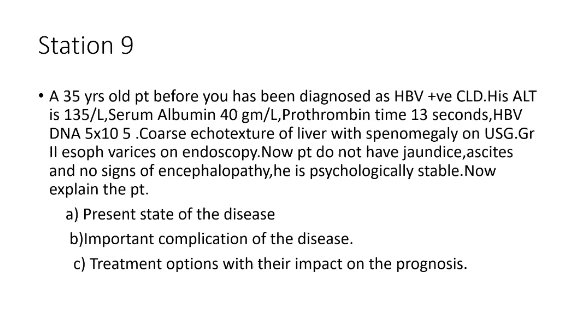 Station 9
• A 35 yrs old pt before you has been diagnosed as HBV +ve CLD.His ALT
is 135/L,Serum Albumin 40 gm/L,Prothrombin time 13 seconds,HBV
DNA 5x10 5 .Coarse echotexture of liver with spenomegaly on USG.Gr
II esoph varices on endoscopy.Now pt do not have jaundice,ascites
and no signs of encephalopathy,he is psychologically stable.Now
explain the pt.
a) Present state of the disease
b)Important complication of the disease.
c) Treatment options with their impact on the prognosis.